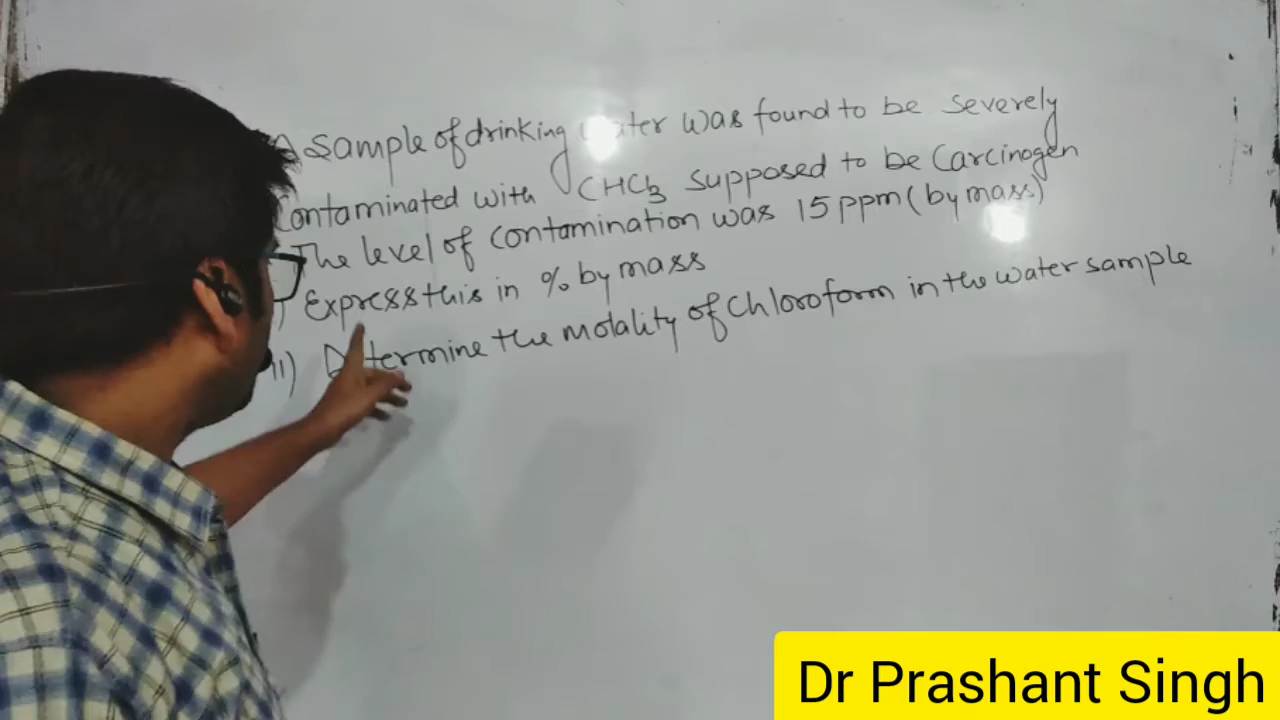 A sample of drinking water was found to be severely
Contaminated with CHCl3 supposed to be Carcinogen
The level of contamination was 15 ppm (by mass)
) Express this in % by mass
ii) Determine the molality of chloroform in the water sample
Dr Prashant Singh